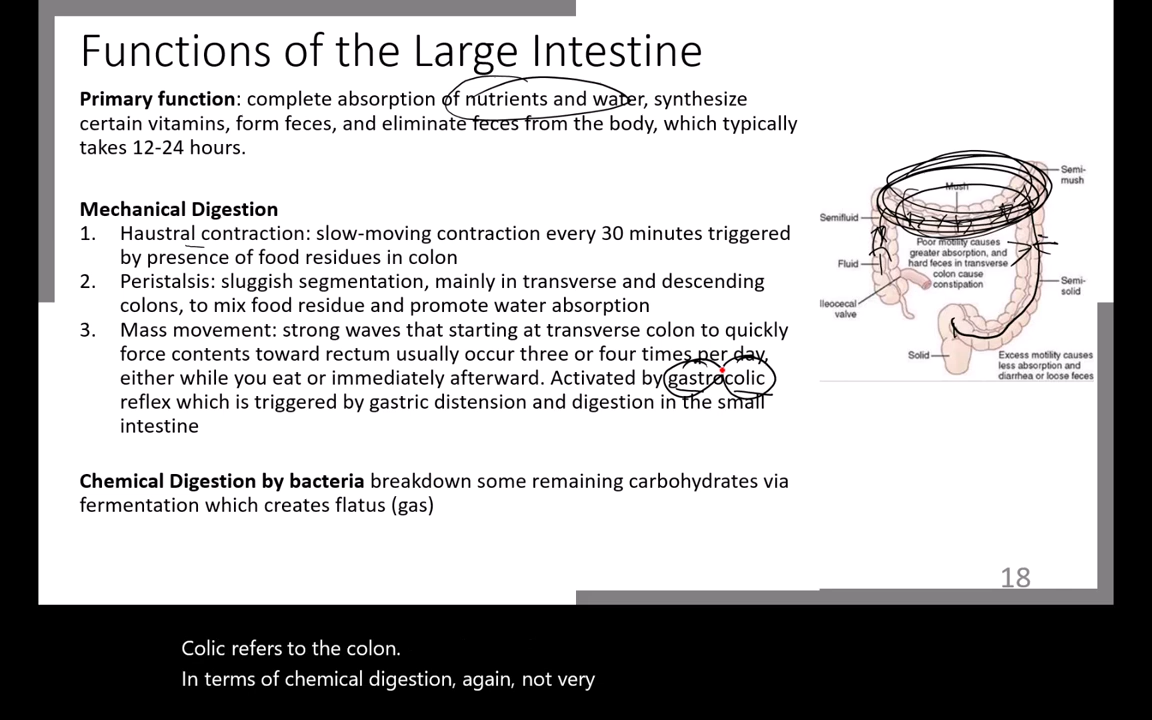 Functions of the Large Intestine
Primary function: complete absorption of nutrients and water, synthesize
certain vitamins, form feces, and eliminate feces from the body, which typically
takes 12-24 hours.
Mechanical Digestion
1. Haustral contraction: slow-moving contraction every 30 minutes triggered
by presence of food residues in colon
2. Peristalsis: sluggish segmentation, mainly in transverse and descending
colons, to mix food residue and promote water absorption
3. Mass movement: strong waves that starting at transverse colon to quickly
force contents toward rectum usually occur three or four times per day,
either while you eat or immediately afterward. Activated by gastrocolic
reflex which is triggered by gastric distension and digestion in the small
intestine
Chemical Digestion by bacteria breakdown some remaining carbohydrates via
fermentation which creates flatus (gas)
Semi-
mush
Mush
Semifluid
Poor motility causes
greater absorption, and
hard feces in transverse
colon cause
constipation
Fluid
Semi-
solid
Ileocecal
valve
Solid
Excess motility causes
less absorption and
diarrhea or loose feces
18
Colic refers to the colon.
In terms of chemical digestion, again, not very